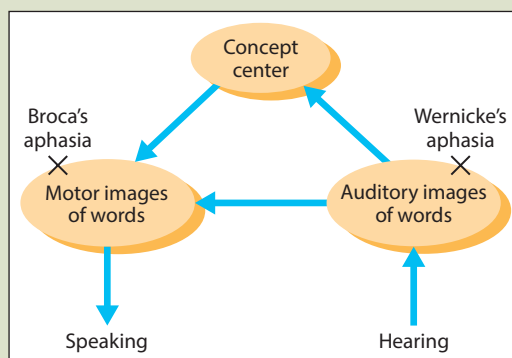 Concept
center
Broca's
aphasia
Wernicke's
aphasia
Motor images
of words
Auditory images
of words
Speaking
Hearing